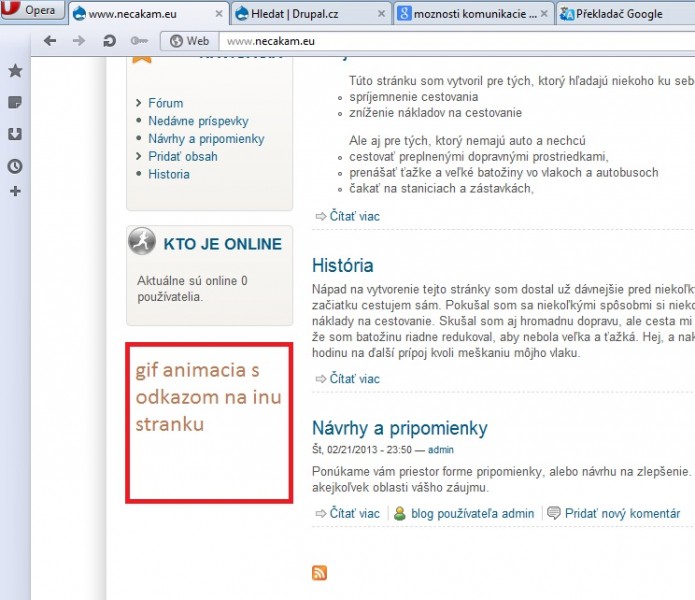 Opera
www.necakam.eu
Hledat | Drupal.cz
moznosti komunikacie ...
Překladač Google
Web
www.necakam.eu
Fórum
Nedávne príspevky
Návrhy a pripomienky
Pridať obsah
Historia
KTO JE ONLINE
Aktuálne sú online 0
používatelia.
gif animacia s
odkazom na inu
stranku
Túto stránku som vytvoril pre tých, ktorý hľadajú niekoho ku seb
spríjemnenie cestovania
zníženie nákladov na cestovanie
Ale aj pre tých, ktorý nemajú auto a nechcú
cestovať preplnenými dopravnými prostriedkami,
prenášať ťažke a veľké batožiny vo vlakoch a autobusoch
čakať na staniciach a zástavkách,
Čítať viac
História
Nápad na vytvorenie tejto stránky som dostal už dávnejšie pred niekoľk
začiatku cestujem sám. Pokušal som sa niekoľkými spôsobmi si nieko
náklady na cestovanie. Skušal som aj hromadnu dopravu, ale cesta mi
že som batožinu riadne redukoval, aby nebola veľka a ťažká. Hej, a nak
hodinu na ďalší prípoj kvoli meškaniu môjho vlaku.
Čítať viac
Návrhy a pripomienky
Št, 02/21/2013 - 23:50 — admin
Ponúkame vám priestor forme pripomienky, alebo návrhu na zlepšenie.
akejkoľvek oblasti vášho záujmu.
Čítať viac
blog používateľa admin
Pridať nový komentár